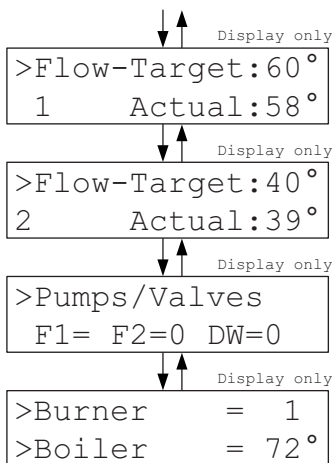 Display only
>Flow-Target:60°
1 Actual:58°
Display only
>Flow-Target:40°
2 Actual:39°
Display only
>Pumps/Valves
F1= F2=0 DW=0
Display only
>Burner = 1
>Boiler = 72°